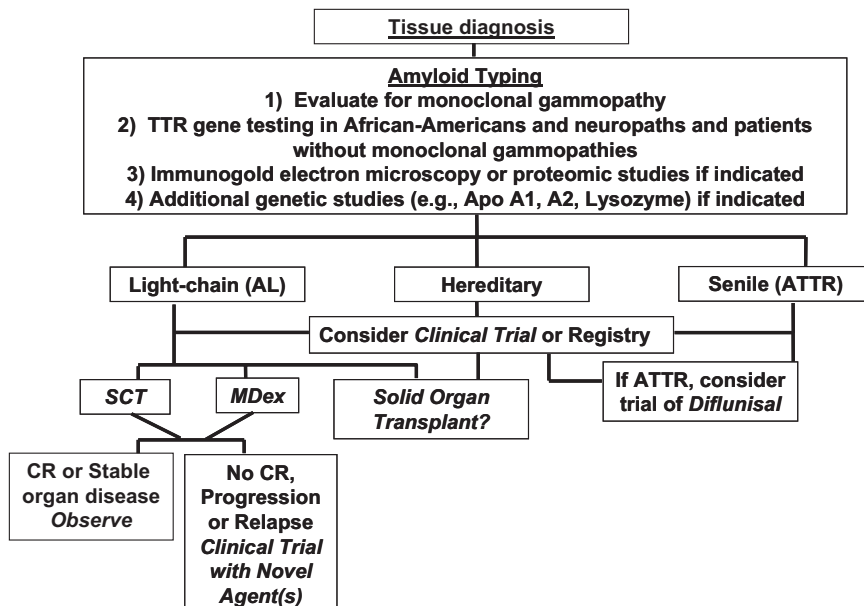 Tissue diagnosis
Amyloid Typing
1) Evaluate for monoclonal gammopathy
2) TTR gene testing in African-Americans and neuropaths and patients
without monoclonal gammopathies
3) Immunogold electron microscopy or proteomic studies if indicated
4) Additional genetic studies (e.g., Apo A1, A2, Lysozyme) if indicated
Light-chain (AL)
Hereditary
Senile (ATTR)
Consider Clinical Trial or Registry
SCT
MDex
Solid Organ
Transplant?
If ATTR, consider
trial of Diflunisal
CR or Stable
organ disease
Observe
No CR,
Progression
or Relapse
Clinical Trial
with Novel
Agent(s)